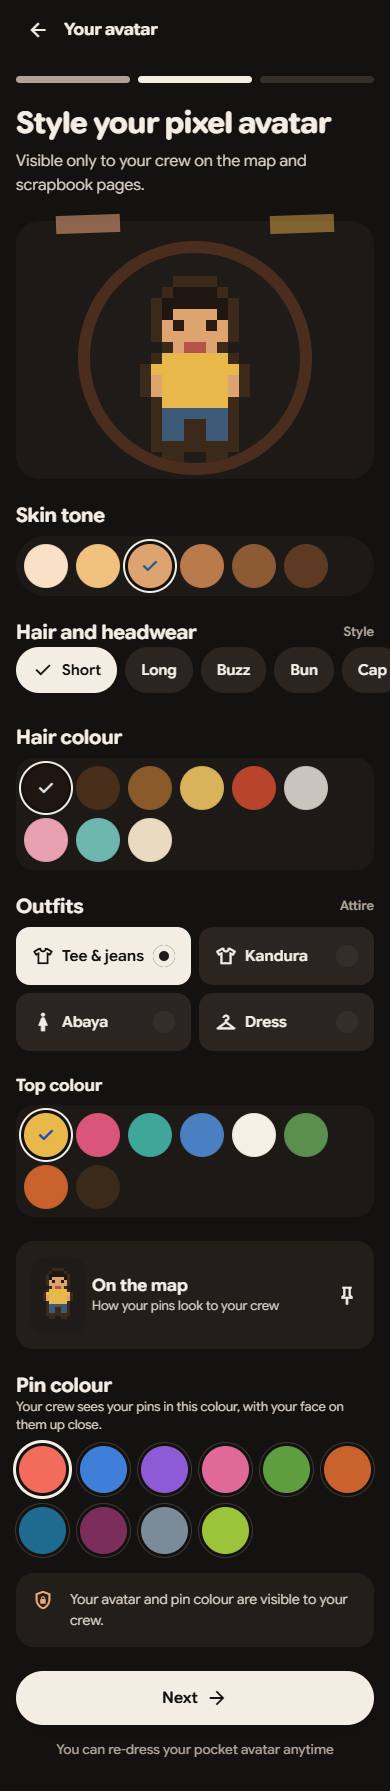 Your avatar
Style your pixel avatar
Visible only to your crew on the map and
scrapbook pages.
Skin tone
Hair and headwear
Style
Short
Long
Buzz
Bun
Cap
Hair colour
Outfits
Attire
Tee & jeans
Kandura
Abaya
Dress
Top colour
On the map
How your pins look to your crew
Pin colour
Your crew sees your pins in this colour, with your face on
them up close.
Your avatar and pin colour are visible to your
crew.
Next
You can re-dress your pocket avatar anytime